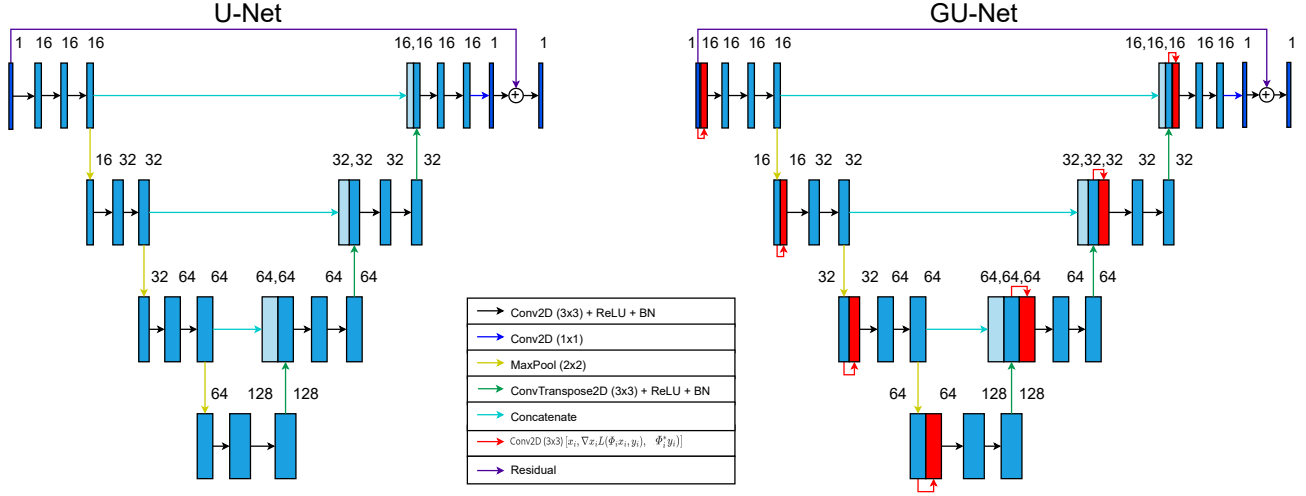 U-Net GU-Net
1 16 16 16 16,16 16 16 1 1 1 16 16 16 16,16,16 16 16 1 1
+ +
16 32 32 32,32 32 32 16 16 32 32 32,32,32 32 32
32 64 64 64,64 64 64 32 32 64 64 64,64,64 64 64
Conv2D (3x3) + ReLU + BN
Conv2D (1x1)
MaxPool (2x2)
64 128 128 64 64 128 128
ConvTranspose2D (3x3) + ReLU + BN
Concatenate
Conv2D (3x3) [x_i, ∇x_i L(Φ_i x_i, y_i), Φ_i^* y_i)]
Residual